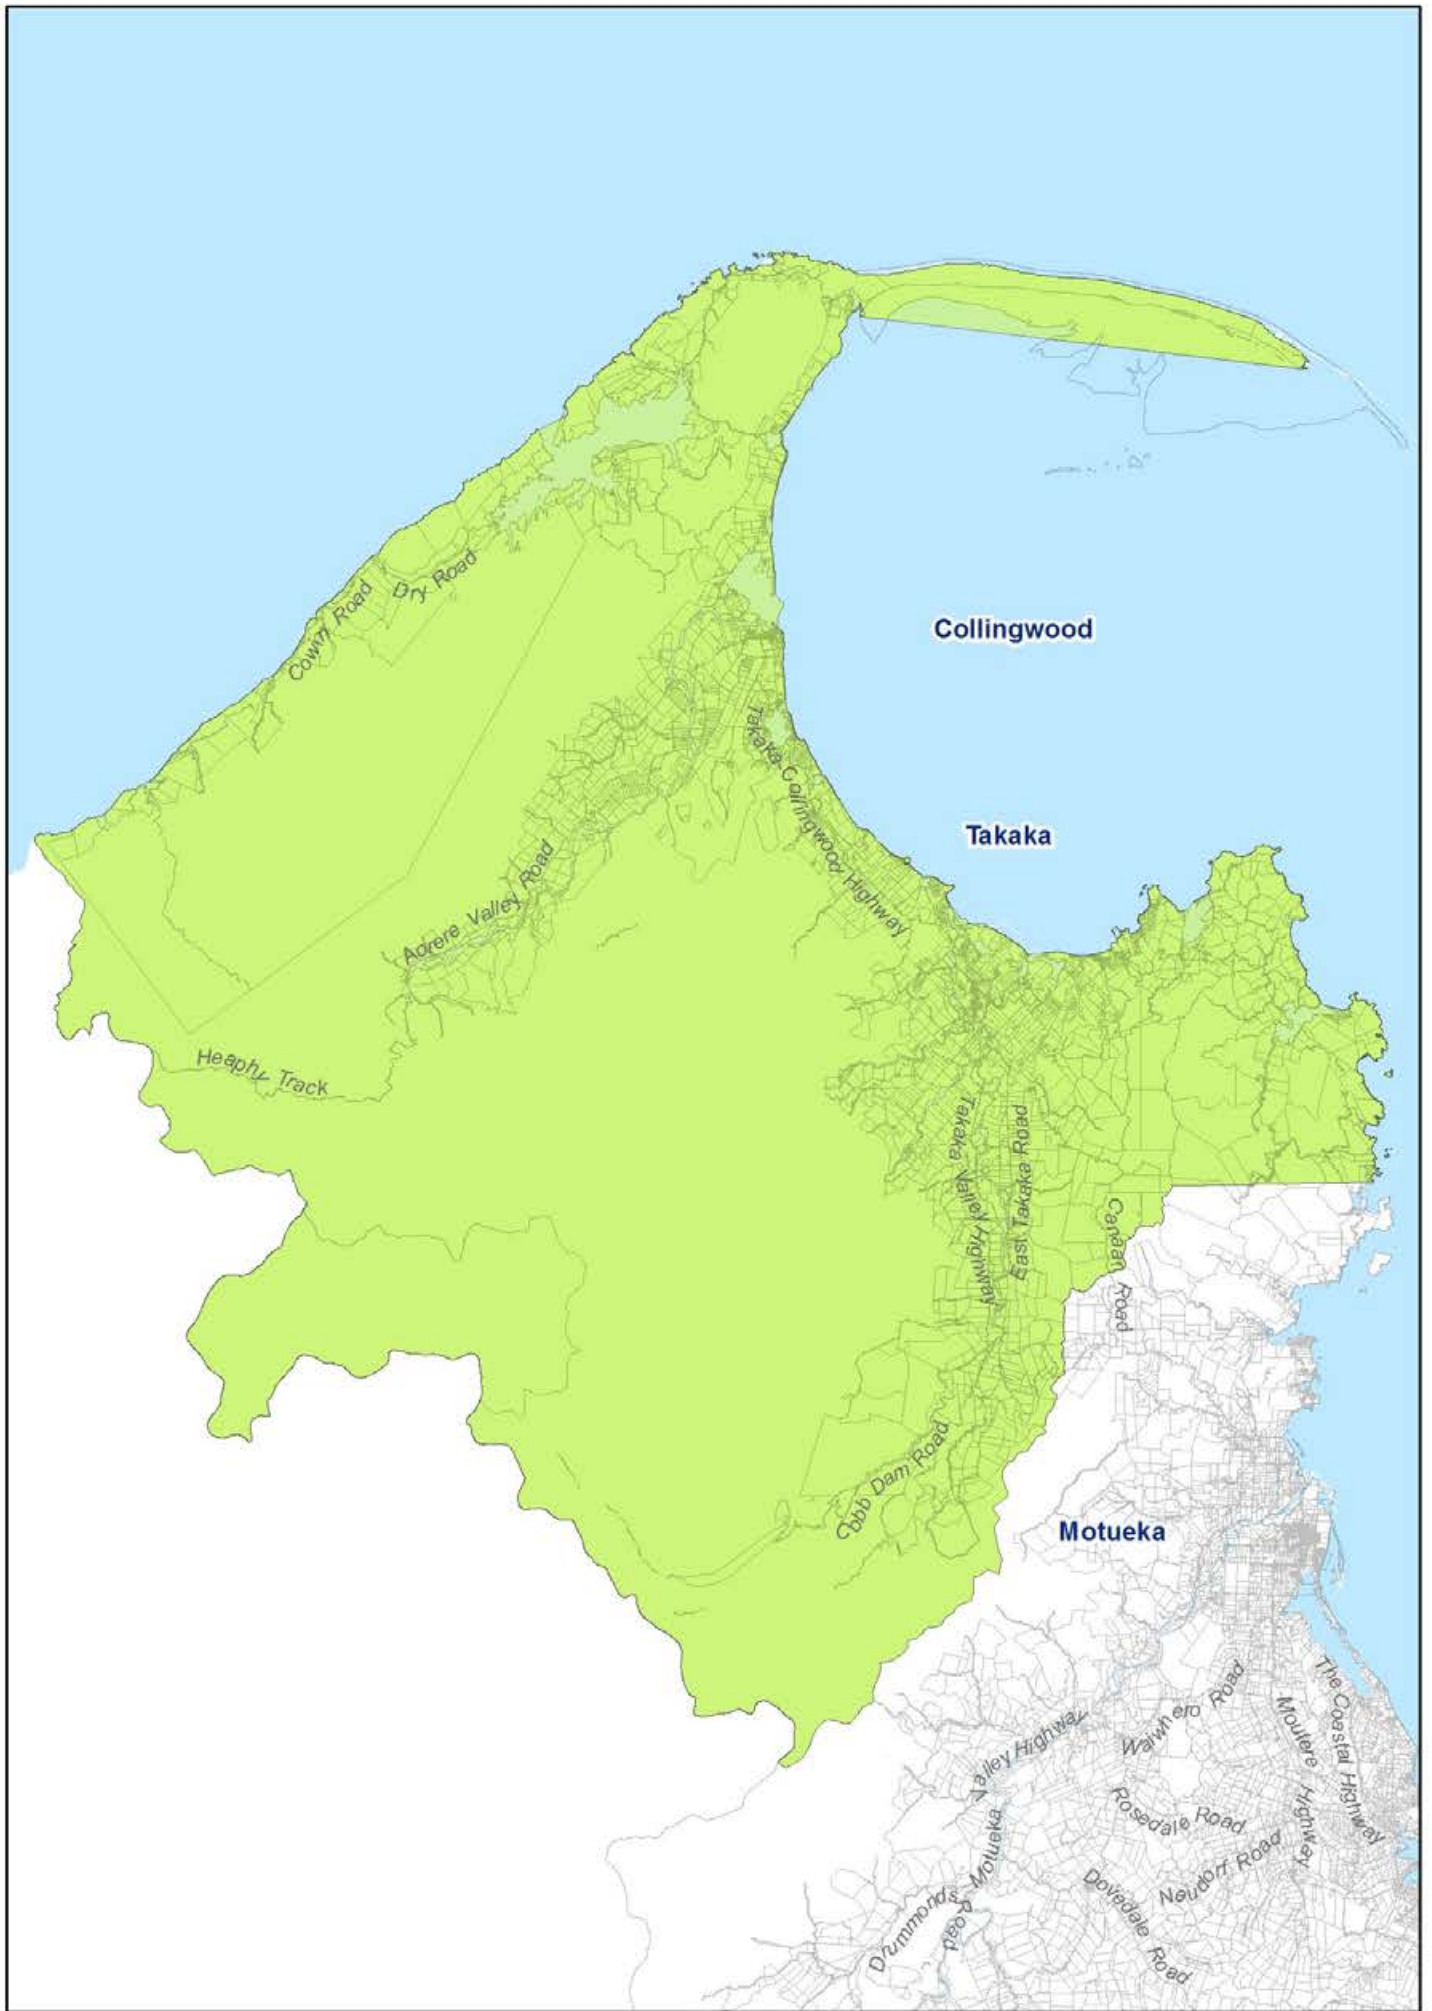 Cowin Road
Dry Road
Collingwood
Takaka-Collingwood Highway
Takaka
Aorere Valley Road
Heaphy Track
Takaka Valley Highway
East Takaka Road
Canaan Road
Cobb Dam Road
Motueka
Motueka Valley Highway
Waiwhero Road
Moutere Highway
The Coastal Highway
Rosedale Road
Neudorf Road
Dovedale Road
Drummonds Road